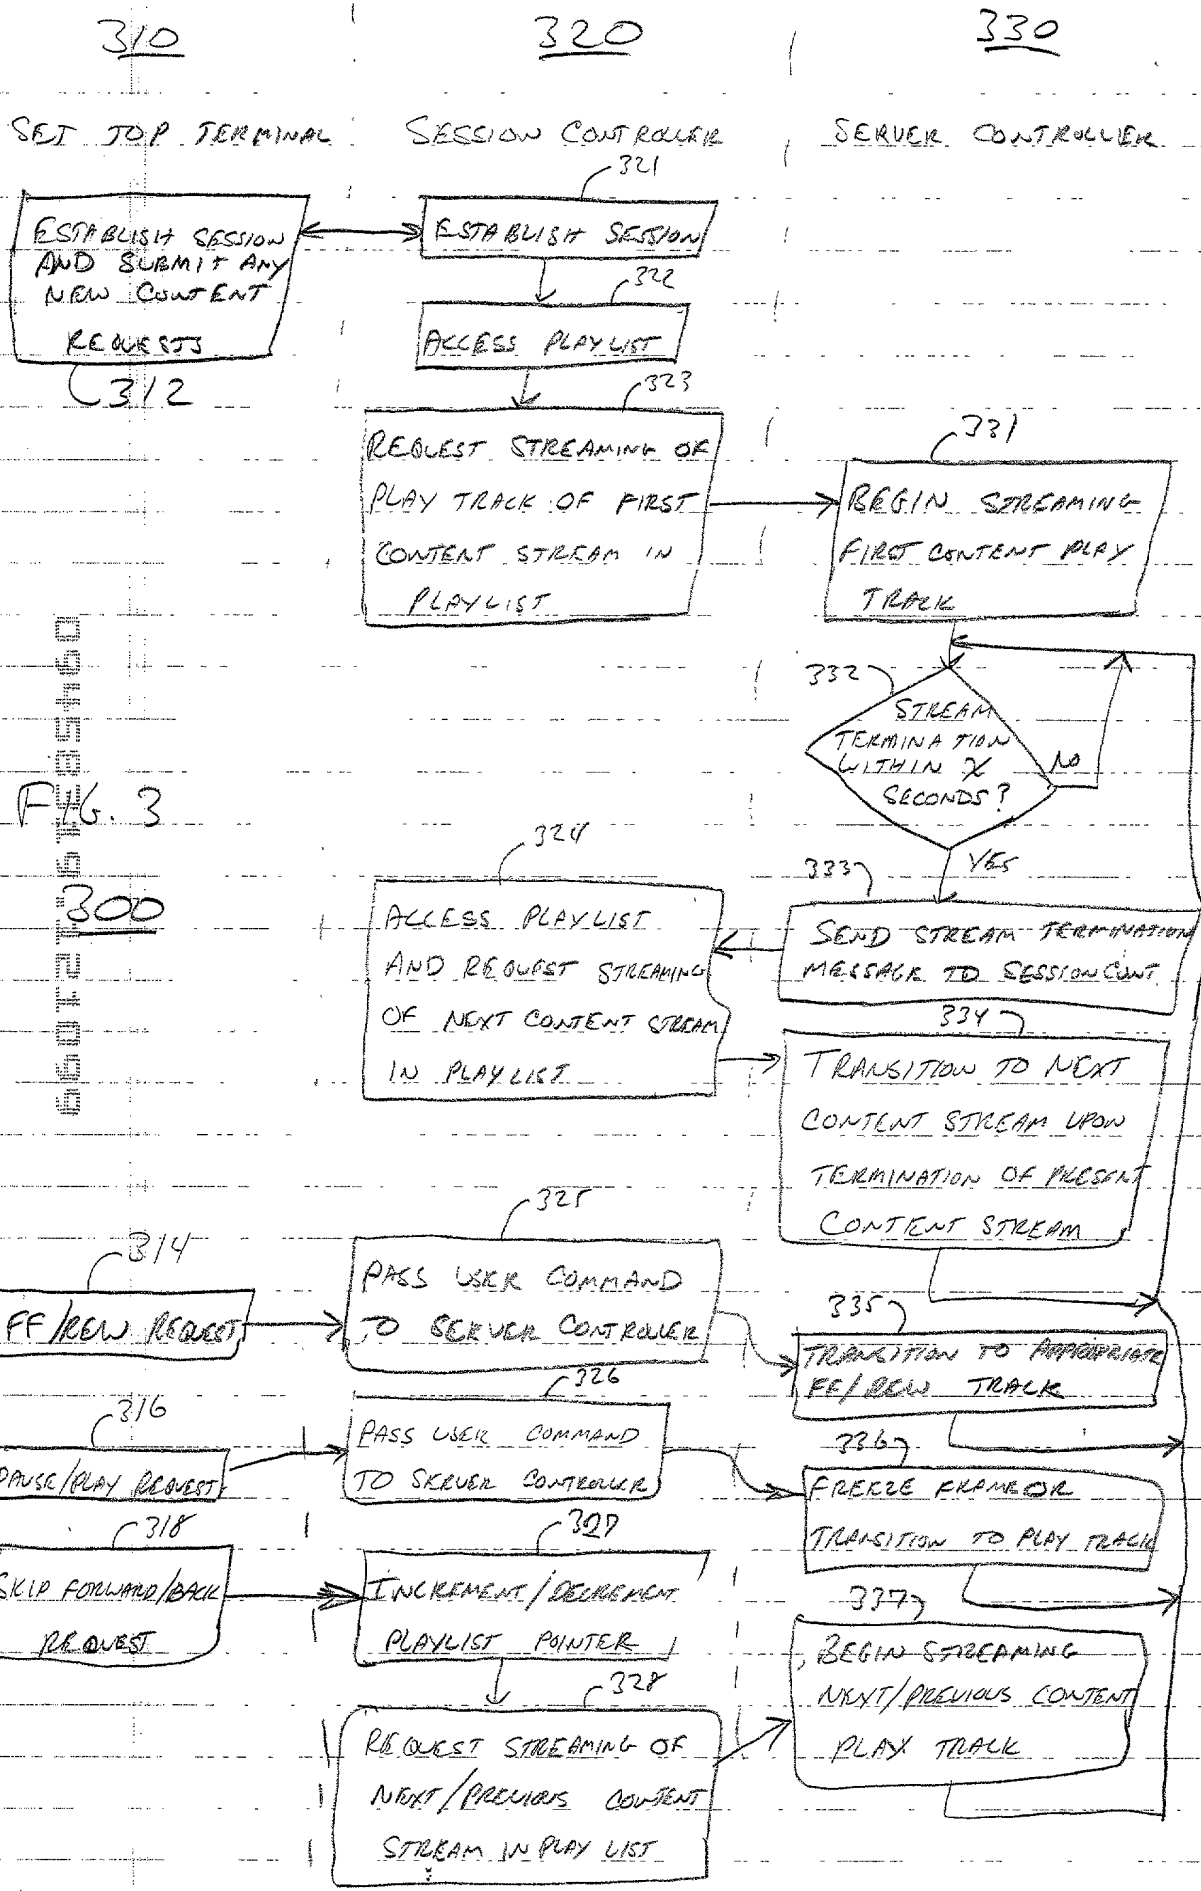 310
320
330
SET TOP TERMINAL
SESSION CONTROLLER
SERVER CONTROLLER
321
ESTABLISH SESSION
AND SUBMIT ANY
NEW CONTENT
REQUESTS
312
ESTABLISH SESSION
322
ACCESS PLAYLIST
323
REQUEST STREAMING OF
PLAY TRACK OF FIRST
CONTENT STREAM IN
PLAYLIST
331
BEGIN STREAMING
FIRST CONTENT PLAY
TRACK
332
STREAM
TERMINATION
WITHIN X
SECONDS?
NO
YES
FIG. 3
300
324
ACCESS PLAYLIST
AND REQUEST STREAMING
OF NEXT CONTENT STREAM
IN PLAYLIST
333
SEND STREAM TERMINATION
MESSAGE TO SESSION CONT.
334
TRANSITION TO NEXT
CONTENT STREAM UPON
TERMINATION OF PRESENT
CONTENT STREAM
314
FF/REW REQUEST
325
PASS USER COMMAND
TO SERVER CONTROLLER
335
TRANSITION TO APPROPRIATE
FF/REW TRACK
316
PAUSE/PLAY REQUEST
326
PASS USER COMMAND
TO SERVER CONTROLLER
336
FREEZE FRAME OR
TRANSITION TO PLAY TRACK
318
SKIP FORWARD/BACK
REQUEST
327
INCREMENT/DECREMENT
PLAYLIST POINTER
328
REQUEST STREAMING OF
NEXT/PREVIOUS CONTENT
STREAM IN PLAY LIST
337
BEGIN STREAMING
NEXT/PREVIOUS CONTENT
PLAY TRACK